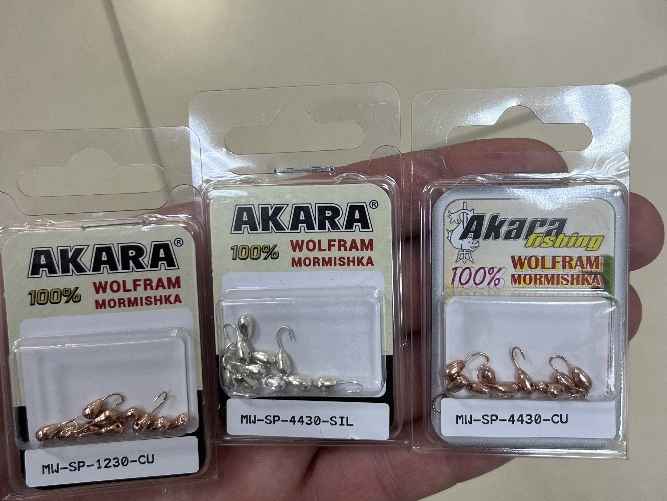 AKARA®
100% WOLFRAM
MORMISHKA
MW-SP-1230-CU
AKARA®
100% WOLFRAM
MORMISHKA
MW-SP-4430-SIL
Akara
fishing
100% WOLFRAM
MORMISHKA
MW-SP-4430-CU